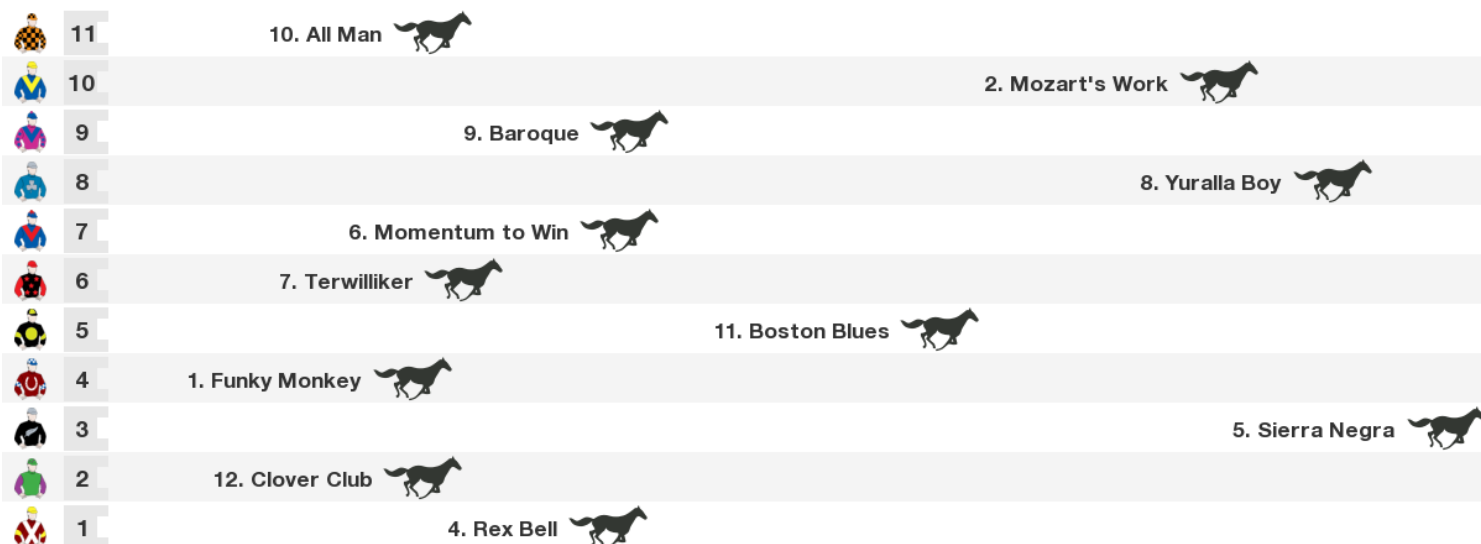 11 10. All Man
10 2. Mozart's Work
9 9. Baroque
8 8. Yuralla Boy
7 6. Momentum to Win
6 7. Terwilliker
5 11. Boston Blues
4 1. Funky Monkey
3 5. Sierra Negra
2 12. Clover Club
1 4. Rex Bell